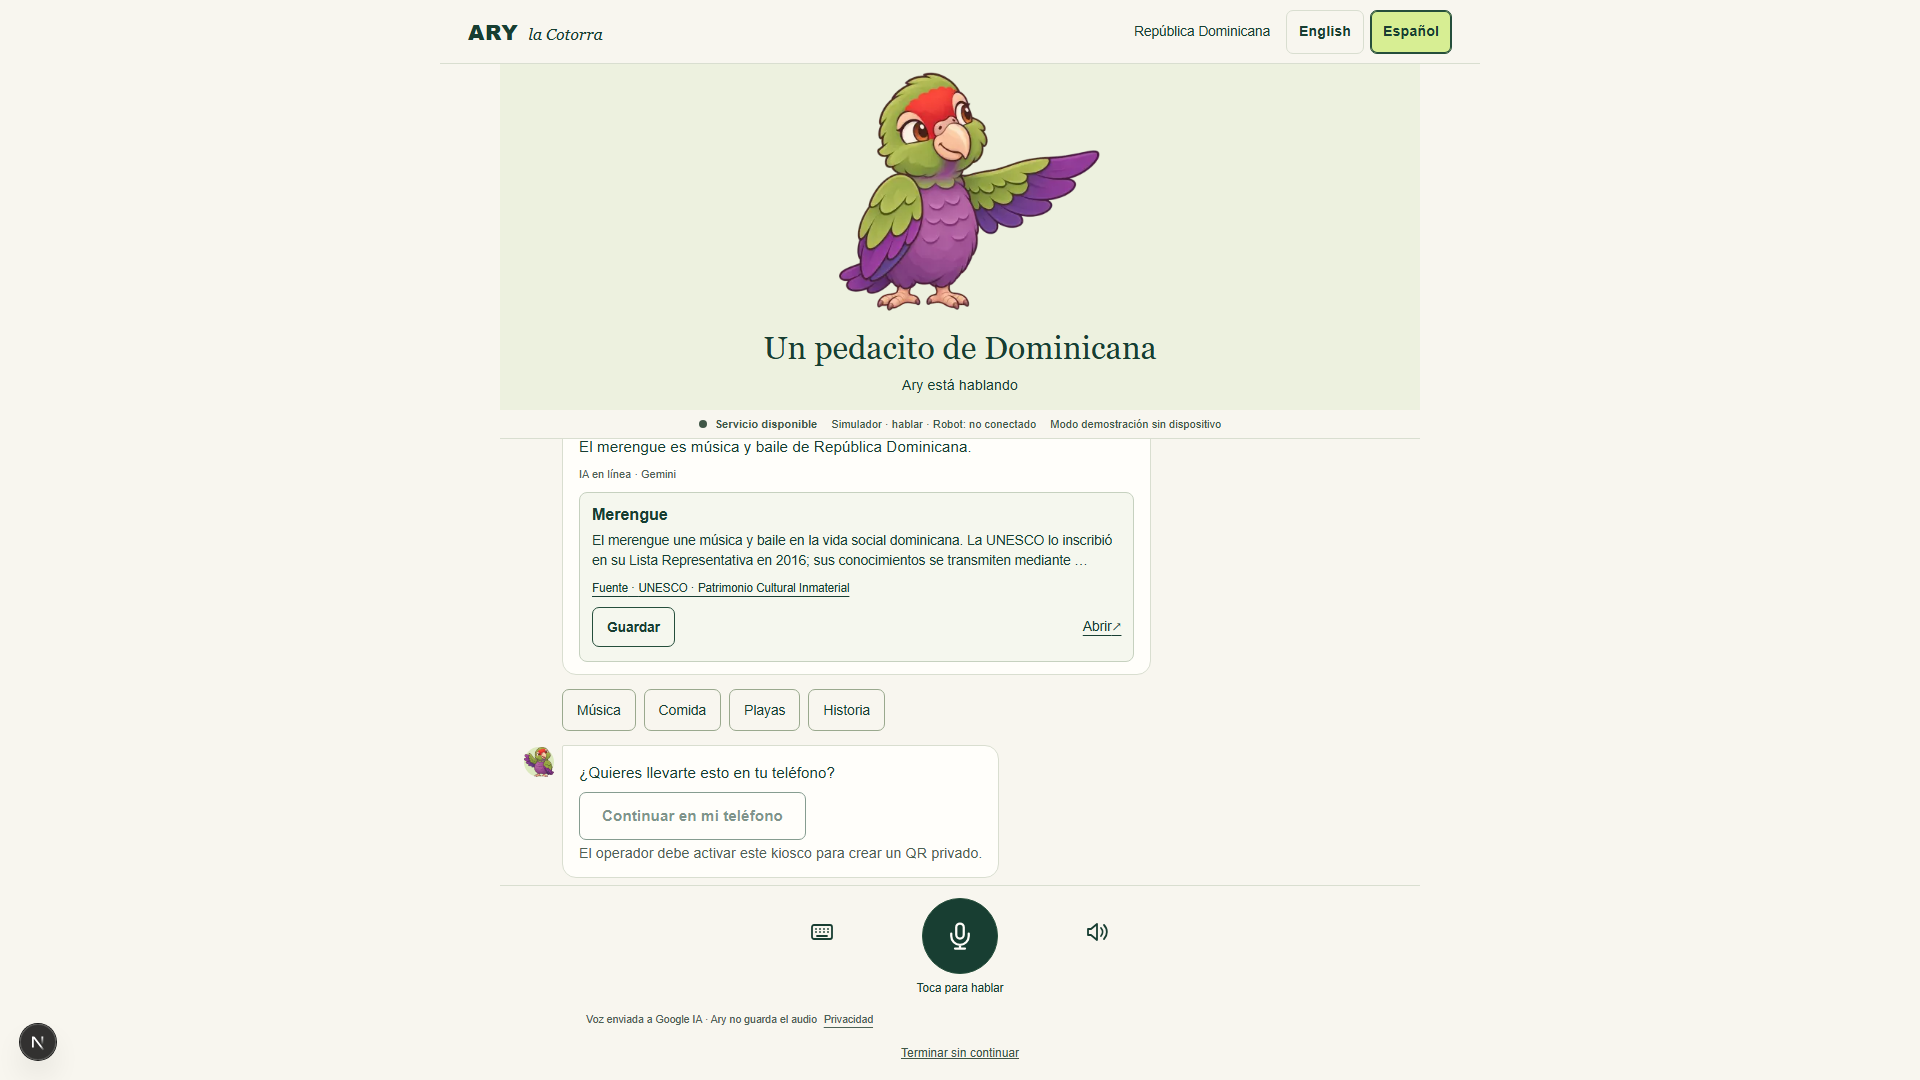 ARY la Cotorra
República Dominicana English Español
Un pedacito de Dominicana
Ary está hablando
Servicio disponible Simulador · hablar · Robot: no conectado Modo demostración sin dispositivo
El merengue es música y baile de República Dominicana.
IA en línea · Gemini
Merengue
El merengue une música y baile en la vida social dominicana. La UNESCO lo inscribió
en su Lista Representativa en 2016; sus conocimientos se transmiten mediante …
Fuente · UNESCO · Patrimonio Cultural Inmaterial
Guardar Abrir↗
Música Comida Playas Historia
¿Quieres llevarte esto en tu teléfono?
Continuar en mi teléfono
El operador debe activar este kiosco para crear un QR privado.
Toca para hablar
Voz enviada a Google IA · Ary no guarda el audio Privacidad
N
Terminar sin continuar